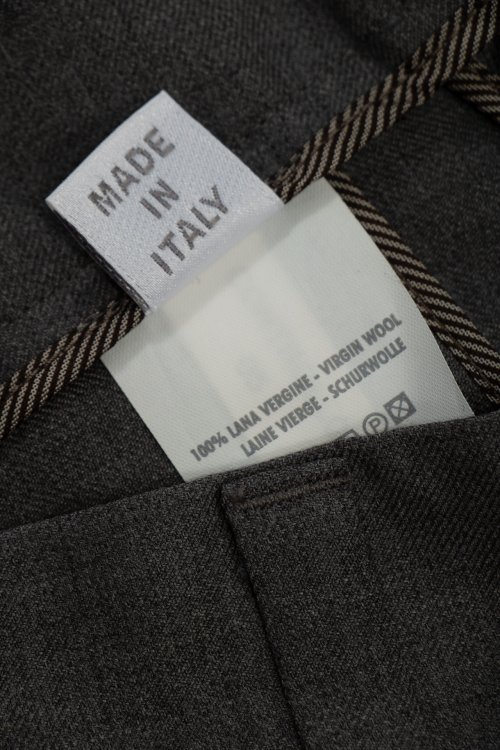 MADE
IN
ITALY
100% LANA VERGINE - VIRGIN WOOL
LAINE VIERGE - SCHURWOLLE
P